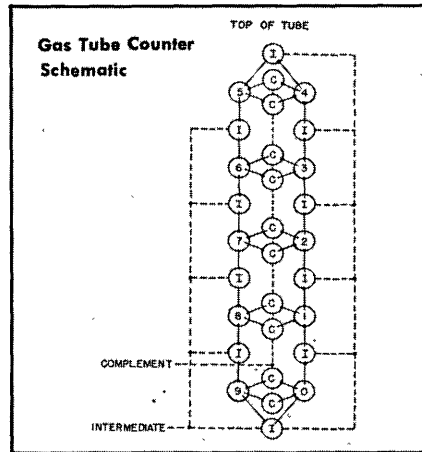 TOP OF TUBE
Gas Tube Counter
Schematic
I
C
5 4
C
I I
C
6 3
C
I I
C
7 2
C
I I
C
8 1
C
I I
COMPLEMENT
C
9 0
C
INTERMEDIATE I